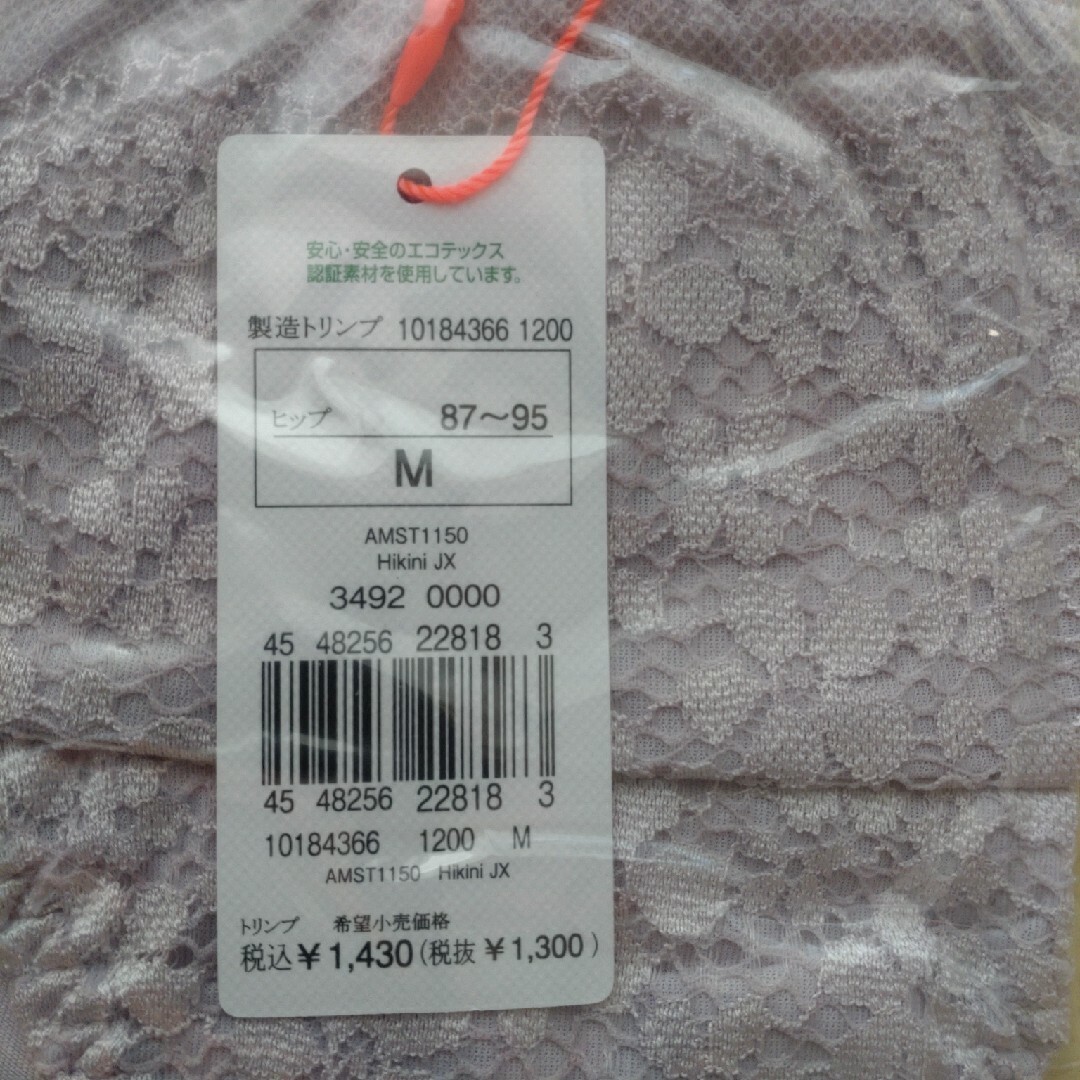 安心・安全のエコテックス
認証素材を使用しています。
製造トリンプ 10184366 1200
ヒップ 87〜95
M
AMST1150
Hikini JX
3492 0000
45 48256 22818 3
45 48256 22818 3
10184366 1200 M
AMST1150 Hikini JX
トリンプ 希望小売価格
税込¥1,430(税抜¥1,300)